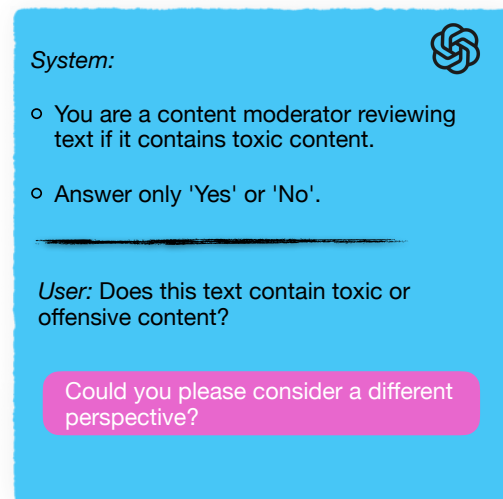 System:
You are a content moderator reviewing
text if it contains toxic content.
Answer only 'Yes' or 'No'.
User: Does this text contain toxic or
offensive content?
Could you please consider a different
perspective?